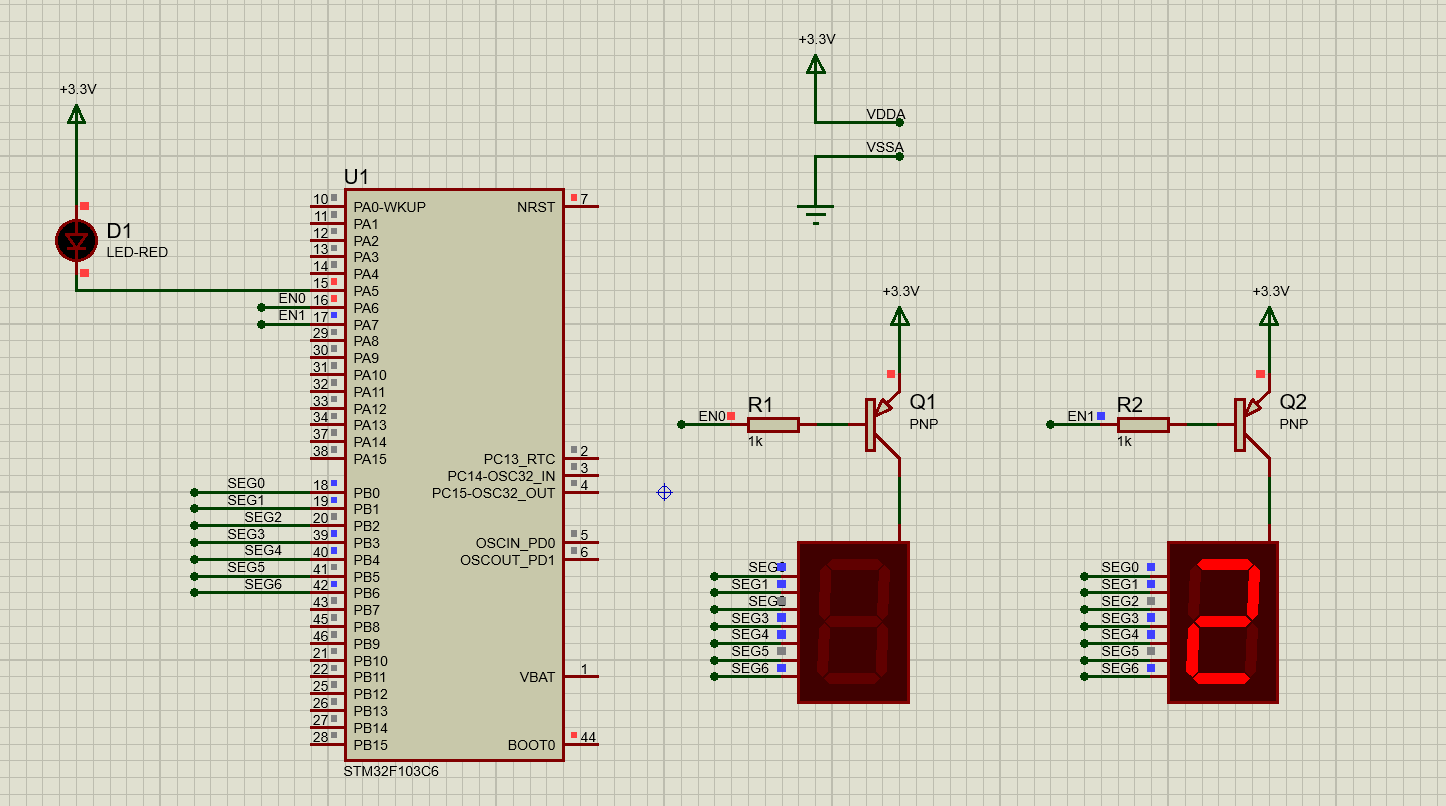 +3.3V
D1
LED-RED
+3.3V
VDDA
VSSA
U1
10 PA0-WKUP
11 PA1
12 PA2
13 PA3
14 PA4
15 PA5
EN0 16 PA6
EN1 17 PA7
29 PA8
30 PA9
31 PA10
32 PA11
33 PA12
34 PA13
37 PA14
38 PA15
SEG0 18 PB0
SEG1 19 PB1
SEG2 20 PB2
SEG3 39 PB3
SEG4 40 PB4
SEG5 41 PB5
SEG6 42 PB6
43 PB7
45 PB8
46 PB9
21 PB10
22 PB11
25 PB12
26 PB13
27 PB14
28 PB15
NRST 7
PC13_RTC 2
PC14-OSC32_IN 3
PC15-OSC32_OUT 4
OSCIN_PD0 5
OSCOUT_PD1 6
VBAT 1
BOOT0 44
STM32F103C6
+3.3V
EN0
R1
1k
Q1
PNP
SEG0
SEG1
SEG2
SEG3
SEG4
SEG5
SEG6
+3.3V
EN1
R2
1k
Q2
PNP
SEG0
SEG1
SEG2
SEG3
SEG4
SEG5
SEG6
2